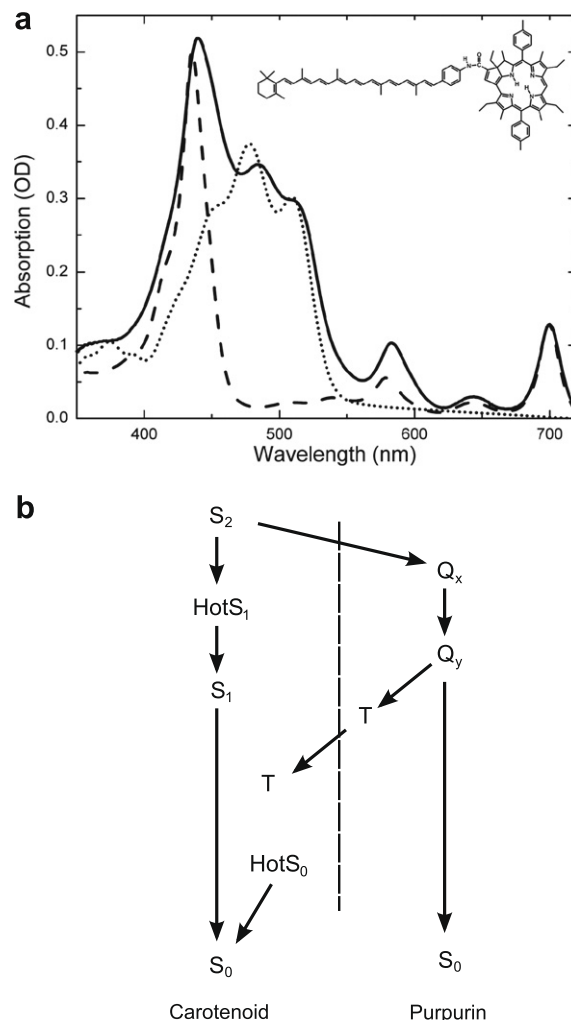 a
0.5
0.4
0.3
0.2
0.1
0.0
Absorption (OD)
400 500 600 700
Wavelength (nm)
H
N
O
C
N
N
H
H
N
N
b
S2
Qx
HotS1
Qy
S1
T
T
HotS0
S0
S0
Carotenoid Purpurin